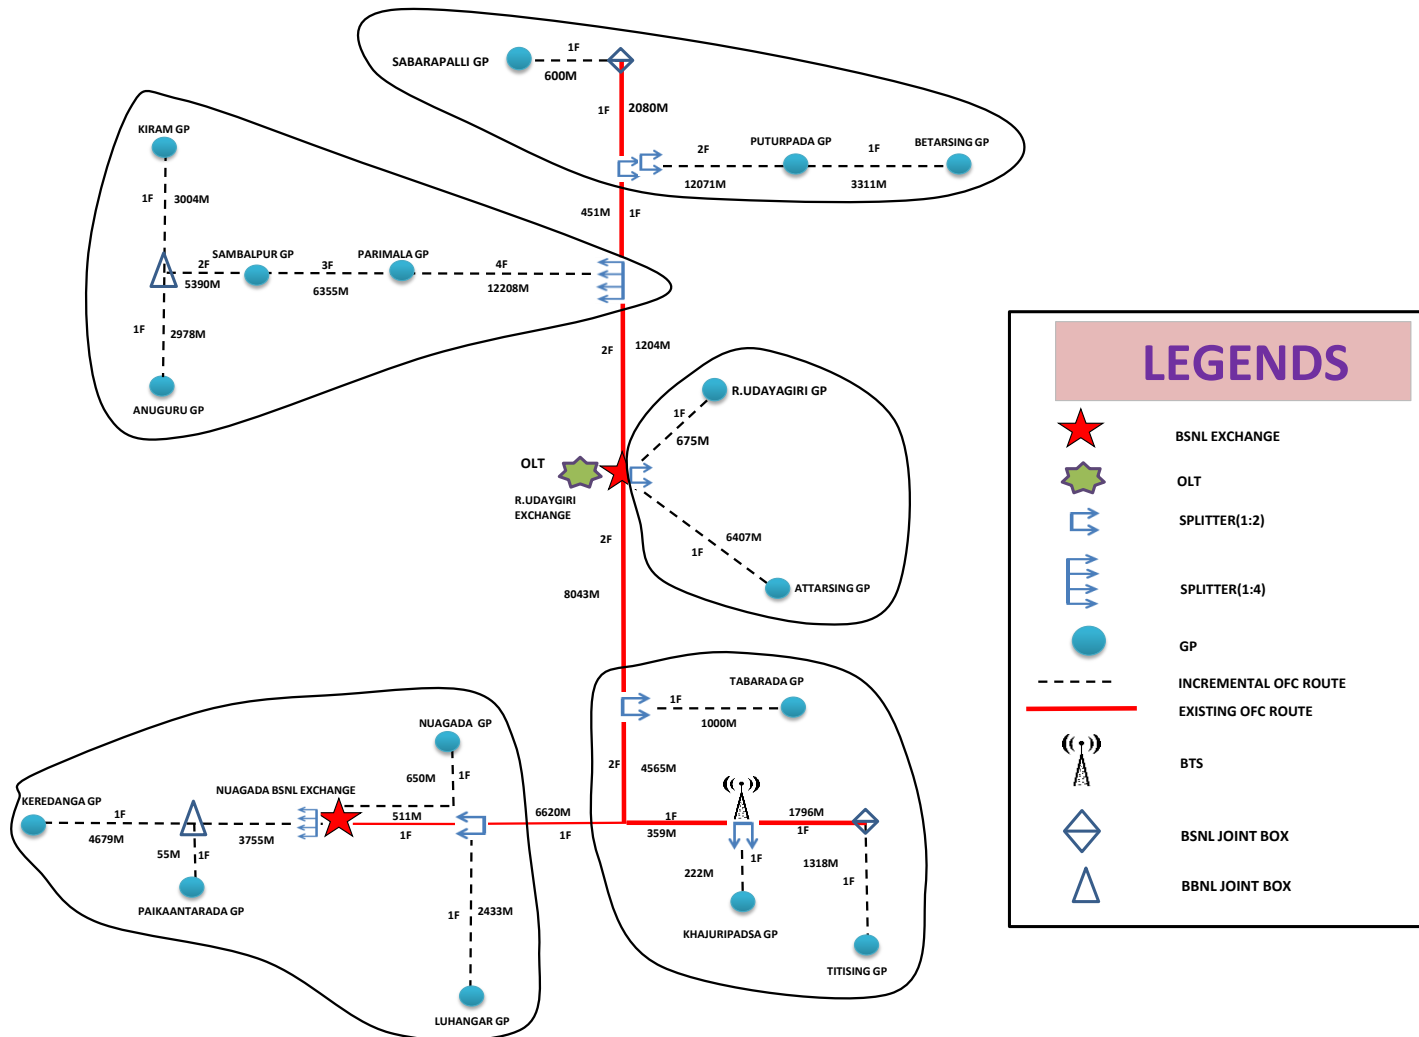 1F
SABARAPALLI GP
600M
1F
2080M
KIRAM GP
2F
PUTURPADA GP
1F
BETARSING GP
12071M
3311M
1F
3004M
451M
1F
2F
SAMBALPUR GP
3F
PARIMALA GP
4F
5390M
6355M
12208M
1F
2978M
ANUGURU GP
2F
1204M
R.UDAYAGIRI GP
1F
675M
OLT
R.UDAYGIRI
EXCHANGE
2F
6407M
1F
8043M
ATTARSING GP
TABARADA GP
1F
1000M
2F
4565M
NUAGADA GP
650M
1F
NUAGADA BSNL EXCHANGE
KEREDANGA GP
1F
4679M
3755M
511M
1F
6620M
1F
1F
359M
1796M
1F
55M
1F
PAIKAANTARADA GP
1F
2433M
LUHANGAR GP
222M
1F
1318M
1F
KHAJURIPADSA GP
TITISING GP
LEGENDS
BSNL EXCHANGE
OLT
SPLITTER(1:2)
SPLITTER(1:4)
GP
INCREMENTAL OFC ROUTE
EXISTING OFC ROUTE
BTS
BSNL JOINT BOX
BBNL JOINT BOX